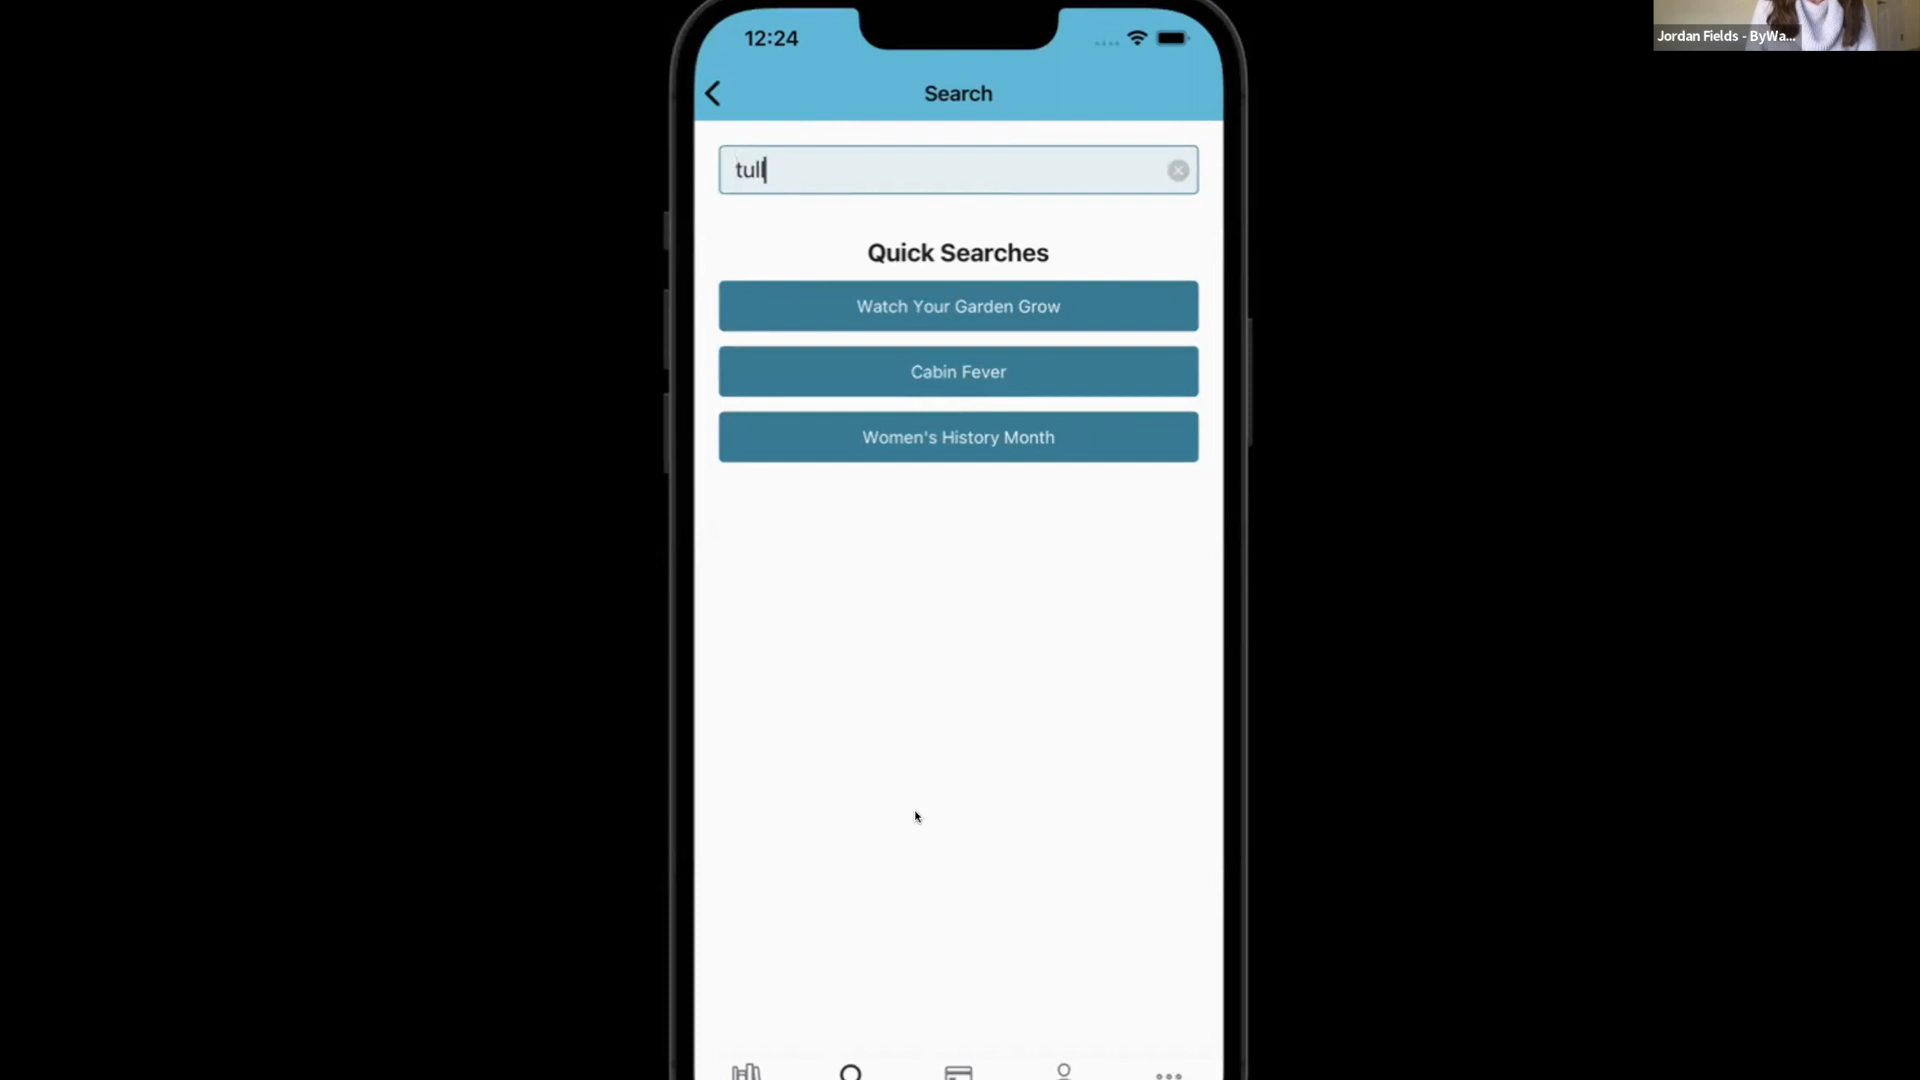 12:24
Jordan Fields - ByWa...
Search
tull
Quick Searches
Watch Your Garden Grow
Cabin Fever
Women's History Month